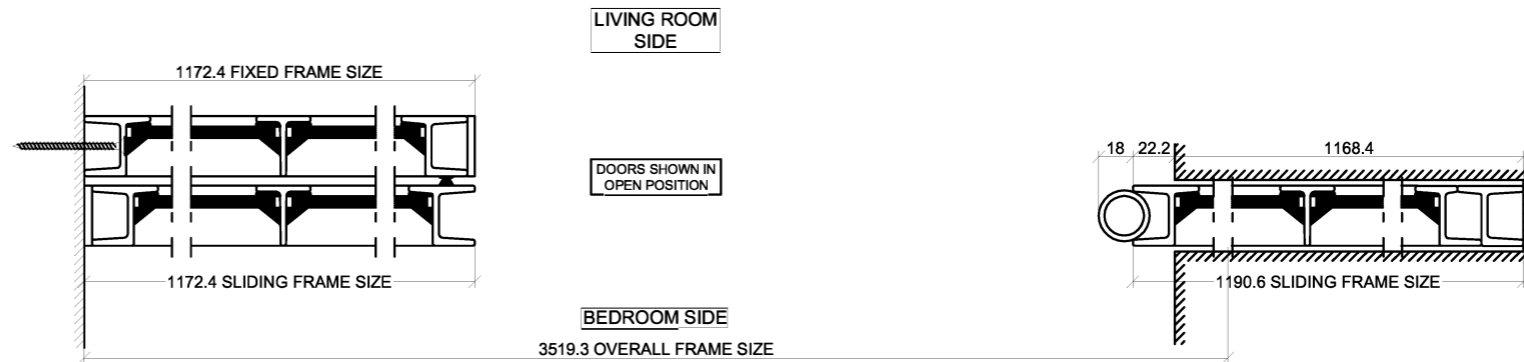 LIVING ROOM
SIDE
1172.4 FIXED FRAME SIZE
18 22.2 1168.4
DOORS SHOWN IN
OPEN POSITION
1172.4 SLIDING FRAME SIZE
1190.6 SLIDING FRAME SIZE
BEDROOM SIDE
3519.3 OVERALL FRAME SIZE